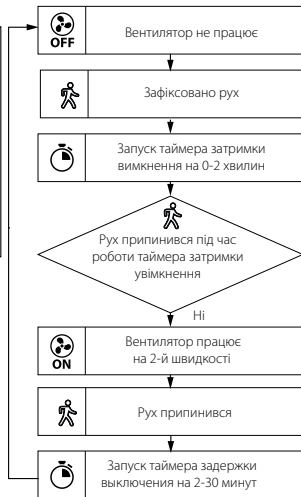 OFF
Вентилятор не працює
Зафіксовано рух
Запуск таймера затримки
вимкнення на 0-2 хвилин
Рух припинився під час
роботи таймера затримки
увімкнення
Ні
ON
Вентилятор працює
на 2-й швидкості
Рух припинився
Запуск таймера задержки
выключения на 2-30 минут